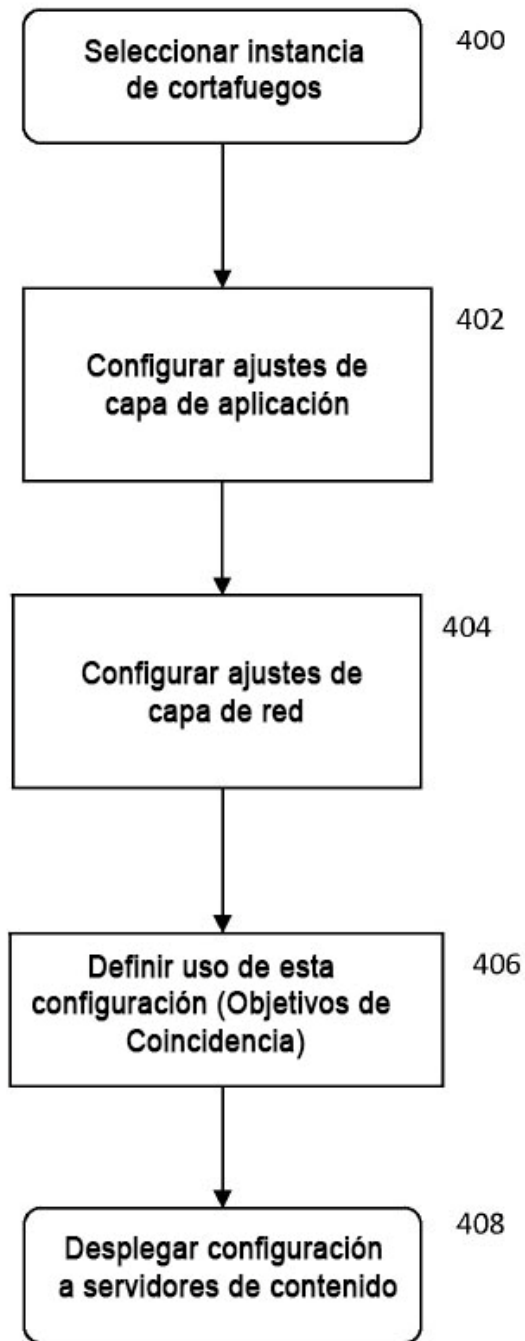 Seleccionar instancia
de cortafuegos
400
Configurar ajustes de
capa de aplicación
402
Configurar ajustes de
capa de red
404
Definir uso de esta
configuración (Objetivos de
Coincidencia)
406
Desplegar configuración
a servidores de contenido
408